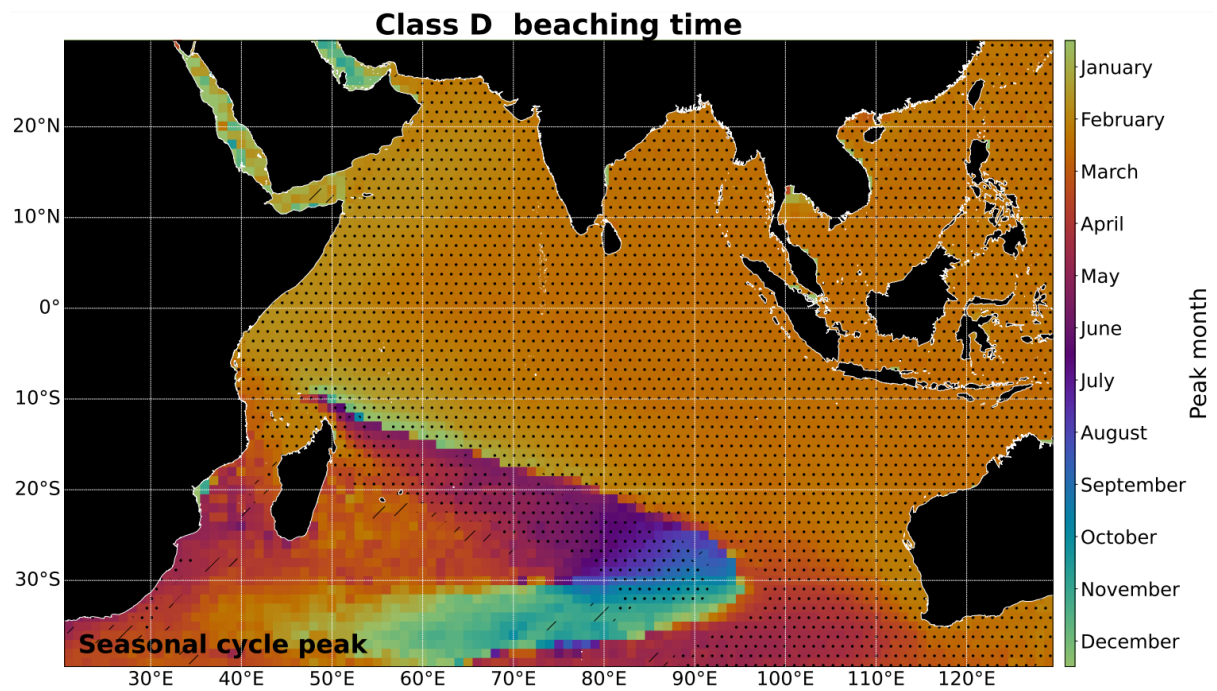 Class D  beaching time
20°N
10°N
0°
10°S
20°S
30°S
Seasonal cycle peak
30°E 40°E 50°E 60°E 70°E 80°E 90°E 100°E 110°E 120°E
January
February
March
April
May
June
July
August
September
October
November
December
Peak month